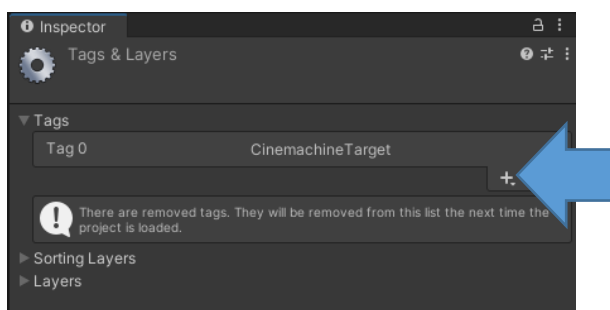 Inspector
Tags & Layers
Tags
Tag 0 CinemachineTarget
There are removed tags. They will be removed from this list the next time the
project is loaded.
Sorting Layers
Layers